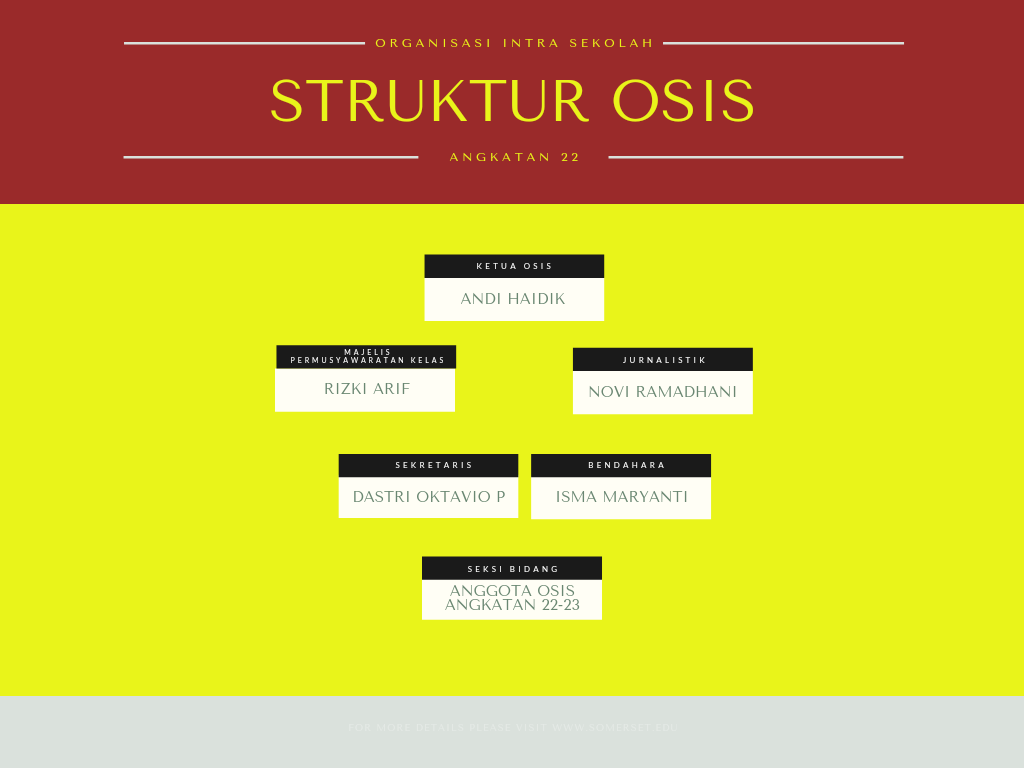 ORGANISASI INTRA SEKOLAH
STRUKTUR OSIS
ANGKATAN 22
KETUA OSIS
ANDI HAIDIK
MAJELIS
PERMUSYAWARATAN KELAS
RIZKI ARIF
JURNALISTIK
NOVI RAMADHANI
SEKRETARIS
DASTRI OKTAVIO P
BENDAHARA
ISMA MARYANTI
SEKSI BIDANG
ANGGOTA OSIS
ANGKATAN 22-23
FOR MORE DETAILS PLEASE VISIT WWW.SOMERSET.EDU